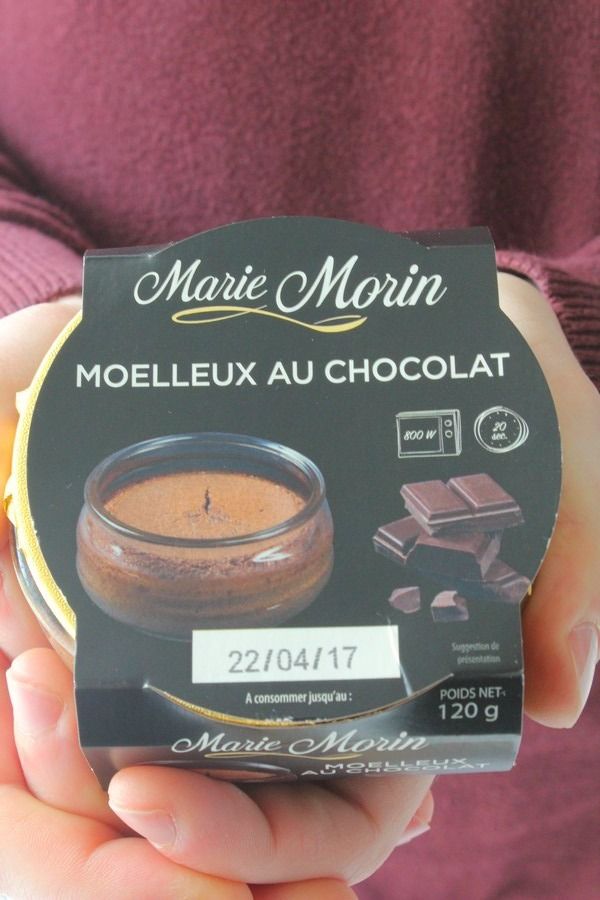 Marie Morin
MOELLEUX AU CHOCOLAT
800 W
20
sec.
22/04/17
Suggestion de
présentation
A consommer jusqu'au :
POIDS NET
120 g
Marie Morin
MOELLEUX
AU CHOCOLAT